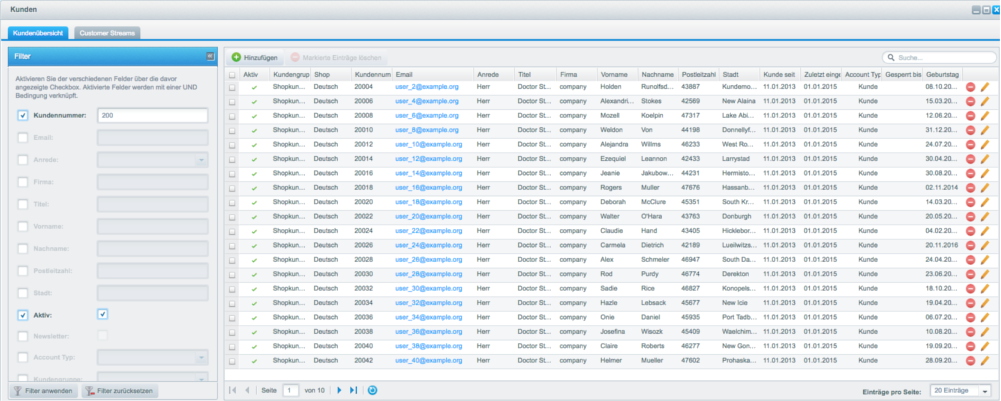 Kunden
Kundenübersicht Customer Streams
Filter
Aktivieren Sie der verschiedenen Felder über die davor
angezeigte Checkbox. Aktivierte Felder werden mit einer UND
Bedingung verknüpft.
Kundennummer: 200
Email:
Anrede:
Firma:
Titel:
Vorname:
Nachname:
Postleitzahl:
Stadt:
Aktiv:
Newsletter:
Account Typ:
Kundengruppe:
Filter anwenden Filter zurücksetzen
Hinzufügen Markierte Einträge löschen Suche...
Aktiv Kundengrup Shop Kundennum Email Anrede Titel Firma Vorname Nachname Postleitzahl Stadt Kunde seit Zuletzt eing Account Typ Gesperrt bis Geburtstag
Shopkun... Deutsch 20004 user_2@example.org Herr Doctor St... company Holden Runolfsd... 43887 Kundemo... 11.01.2013 01.01.2015 Kunde 08.10.20...
Shopkun... Deutsch 20006 user_4@example.org Herr Doctor St... company Alexandri... Stokes 42569 New Alaina 11.01.2013 01.01.2015 Kunde 15.03.20...
Shopkun... Deutsch 20008 user_6@example.org Herr Doctor St... company Mozell Koelpin 47317 Lake Abi... 11.01.2013 01.01.2015 Kunde 12.06.20...
Shopkun... Deutsch 20010 user_8@example.org Herr Doctor St... company Weldon Von 44198 Donnellyf... 11.01.2013 01.01.2015 Kunde 31.12.20...
Shopkun... Deutsch 20012 user_10@example.org Herr Doctor St... company Alejandra Willms 46233 West Ro... 11.01.2013 01.01.2015 Kunde 24.07.20...
Shopkun... Deutsch 20014 user_12@example.org Herr Doctor St... company Ezequiel Leannon 42433 Larrystad 11.01.2013 01.01.2015 Kunde 30.04.20...
Shopkun... Deutsch 20016 user_14@example.org Herr Doctor St... company Jeanie Jakubow... 44231 Hermisto... 11.01.2013 01.01.2015 Kunde 30.08.20...
Shopkun... Deutsch 20018 user_16@example.org Herr Doctor St... company Rogers Muller 47676 Hassanb... 11.01.2013 01.01.2015 Kunde 02.11.2014
Shopkun... Deutsch 20020 user_18@example.org Herr Doctor St... company Deborah McClure 45351 South Kr... 11.01.2013 01.01.2015 Kunde 14.03.20...
Shopkun... Deutsch 20022 user_20@example.org Herr Doctor St... company Walter O'Hara 43763 Donburgh 11.01.2013 01.01.2015 Kunde 20.05.20...
Shopkun... Deutsch 20024 user_22@example.org Herr Doctor St... company Claudie Hand 43405 Hicklebor... 11.01.2013 01.01.2015 Kunde 04.02.20...
Shopkun... Deutsch 20026 user_24@example.org Herr Doctor St... company Carmela Dietrich 42189 Lueilwitzs... 11.01.2013 01.01.2015 Kunde 20.11.2016
Shopkun... Deutsch 20028 user_26@example.org Herr Doctor St... company Alex Schmeler 46947 South Da... 11.01.2013 01.01.2015 Kunde 24.04.20...
Shopkun... Deutsch 20030 user_28@example.org Herr Doctor St... company Rod Purdy 46774 Derekton 11.01.2013 01.01.2015 Kunde 23.06.20...
Shopkun... Deutsch 20032 user_30@example.org Herr Doctor St... company Sadie Rice 46827 Konopels... 11.01.2013 01.01.2015 Kunde 18.10.20...
Shopkun... Deutsch 20034 user_32@example.org Herr Doctor St... company Hazle Lebsack 45677 New Icie 11.01.2013 01.01.2015 Kunde 19.04.20...
Shopkun... Deutsch 20036 user_34@example.org Herr Doctor St... company Onie Daniel 45935 Port Tadb... 11.01.2013 01.01.2015 Kunde 06.07.20...
Shopkun... Deutsch 20038 user_36@example.org Herr Doctor St... company Josefina Wisozk 45409 Waelchim... 11.01.2013 01.01.2015 Kunde 10.08.20...
Shopkun... Deutsch 20040 user_38@example.org Herr Doctor St... company Claire Roberts 46277 New Gon... 11.01.2013 01.01.2015 Kunde 19.09.20...
Shopkun... Deutsch 20042 user_40@example.org Herr Doctor St... company Helmer Mueller 47602 Prohaska... 11.01.2013 01.01.2015 Kunde 28.09.20...
Seite 1 von 10 Einträge pro Seite: 20 Einträge